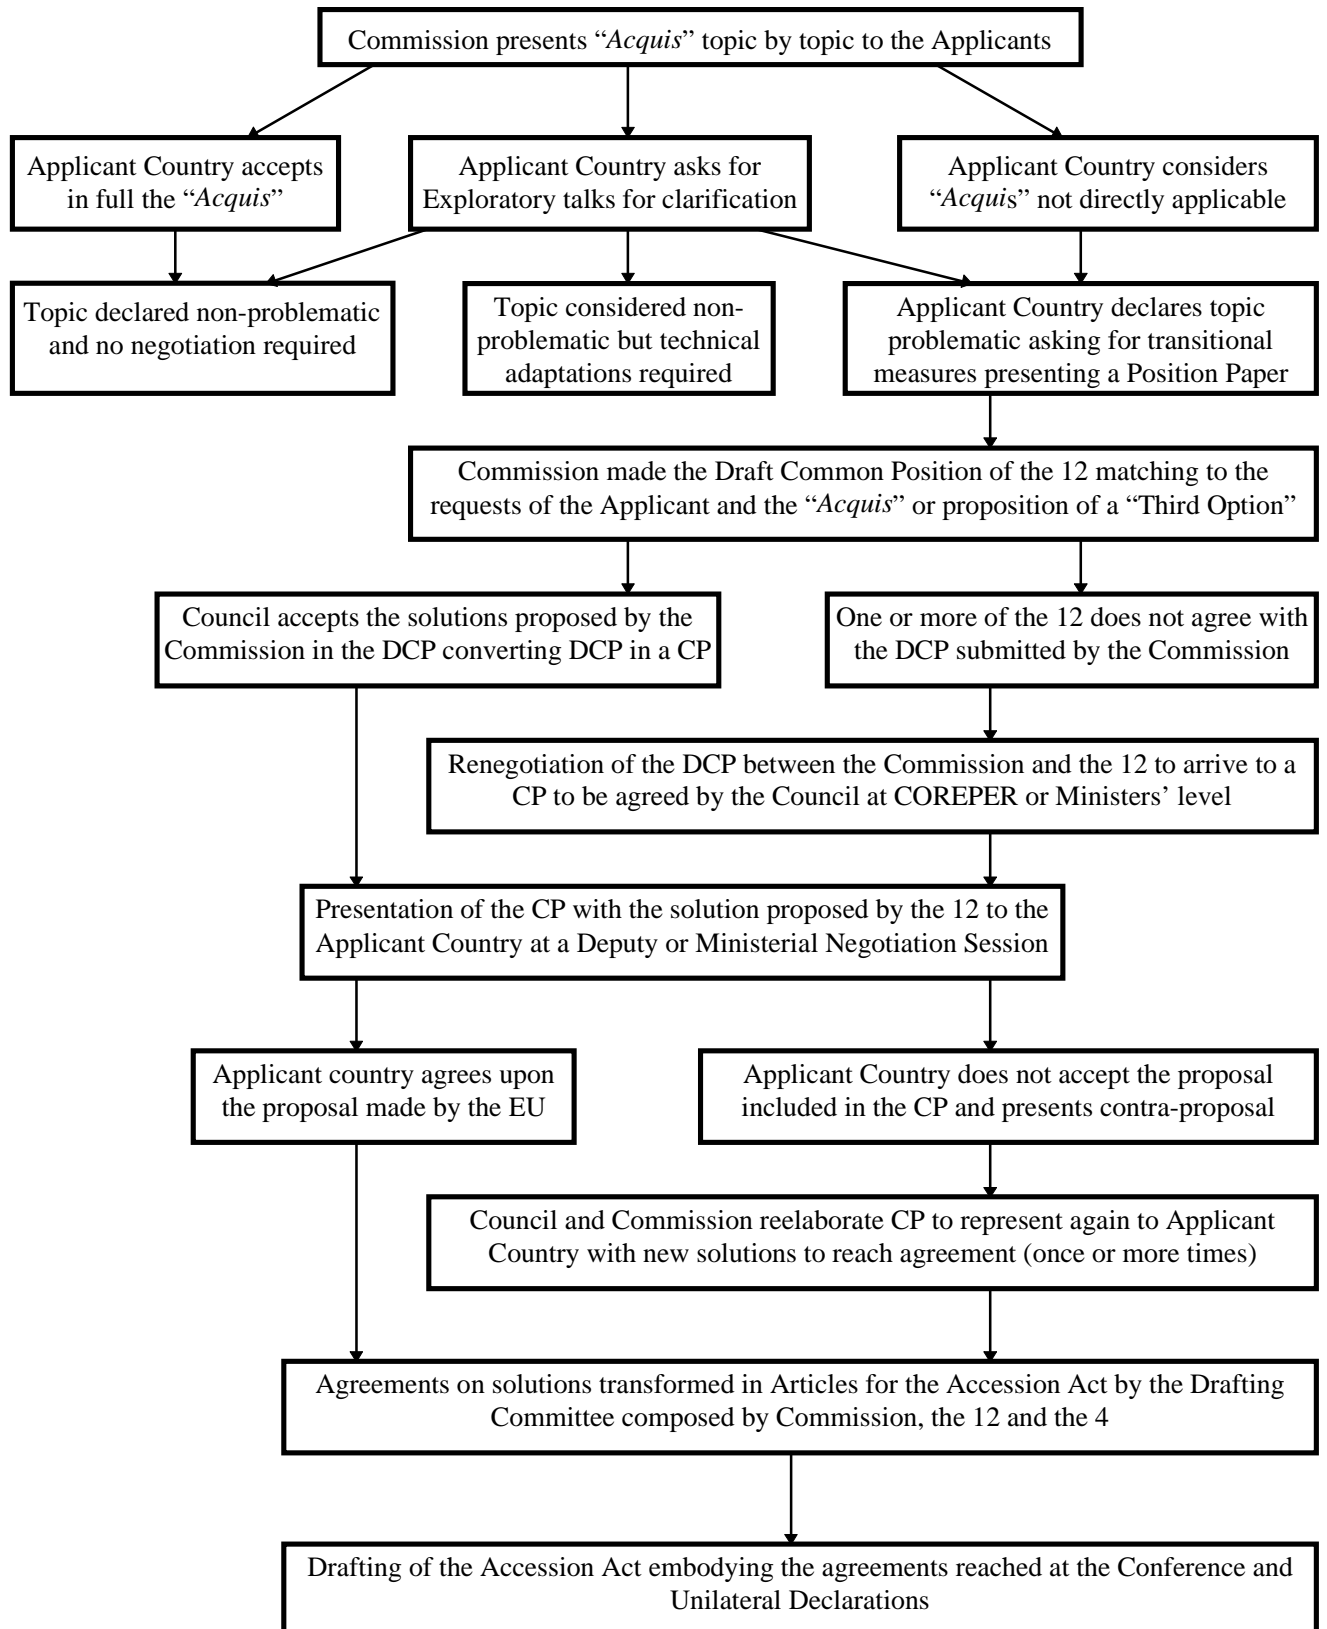 Commission presents “Acquis” topic by topic to the Applicants
Applicant Country accepts
in full the “Acquis”
Applicant Country asks for
Exploratory talks for clarification
Applicant Country considers
“Acquis” not directly applicable
Topic declared non-problematic
and no negotiation required
Topic considered non-
problematic but technical
adaptations required
Applicant Country declares topic
problematic asking for transitional
measures presenting a Position Paper
Commission made the Draft Common Position of the 12 matching to the
requests of the Applicant and the “Acquis” or proposition of a “Third Option”
Council accepts the solutions proposed by the
Commission in the DCP converting DCP in a CP
One or more of the 12 does not agree with
the DCP submitted by the Commission
Renegotiation of the DCP between the Commission and the 12 to arrive to a
CP to be agreed by the Council at COREPER or Ministers’ level
Presentation of the CP with the solution proposed by the 12 to the
Applicant Country at a Deputy or Ministerial Negotiation Session
Applicant country agrees upon
the proposal made by the EU
Applicant Country does not accept the proposal
included in the CP and presents contra-proposal
Council and Commission reelaborate CP to represent again to Applicant
Country with new solutions to reach agreement (once or more times)
Agreements on solutions transformed in Articles for the Accession Act by the Drafting
Committee composed by Commission, the 12 and the 4
Drafting of the Accession Act embodying the agreements reached at the Conference and
Unilateral Declarations